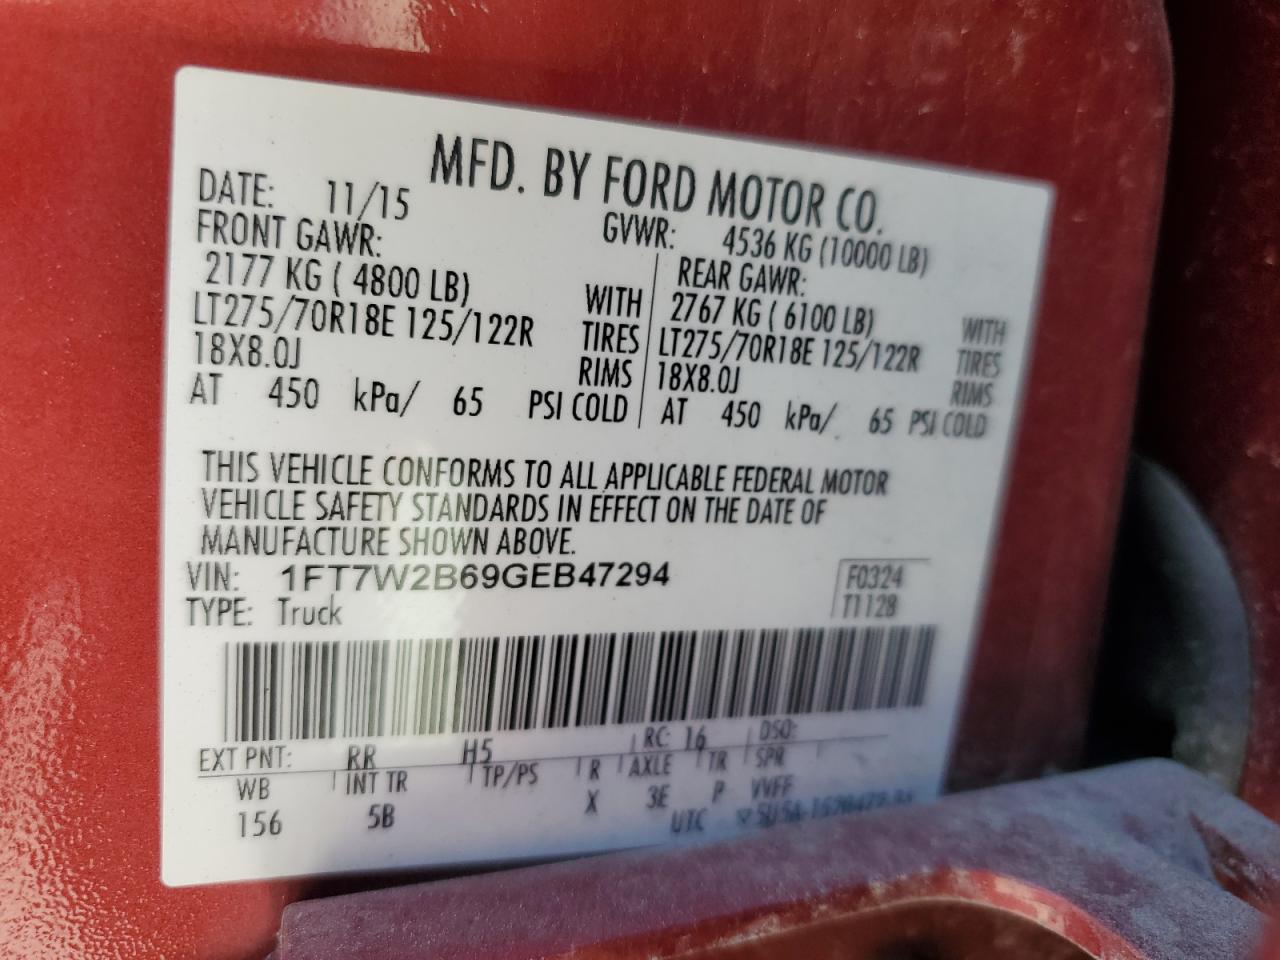 MFD. BY FORD MOTOR CO.
DATE: 11/15 GVWR: 4536 KG (10000 LB)
FRONT GAWR: REAR GAWR:
2177 KG ( 4800 LB) WITH 2767 KG ( 6100 LB) WITH
LT275/70R18E 125/122R TIRES LT275/70R18E 125/122R TIRES
18X8.0J RIMS 18X8.0J RIMS
AT 450 kPa/ 65 PSI COLD AT 450 kPa/ 65 PSI COLD
THIS VEHICLE CONFORMS TO ALL APPLICABLE FEDERAL MOTOR
VEHICLE SAFETY STANDARDS IN EFFECT ON THE DATE OF
MANUFACTURE SHOWN ABOVE.
VIN: 1FT7W2B69GEB47294 F0324
TYPE: Truck T1128
EXT PNT: RR H5 RC: 16 DSO:
WB INT TR TP/PS R AXLE TR SPR
156 5B X 3E P VVFF
UTC